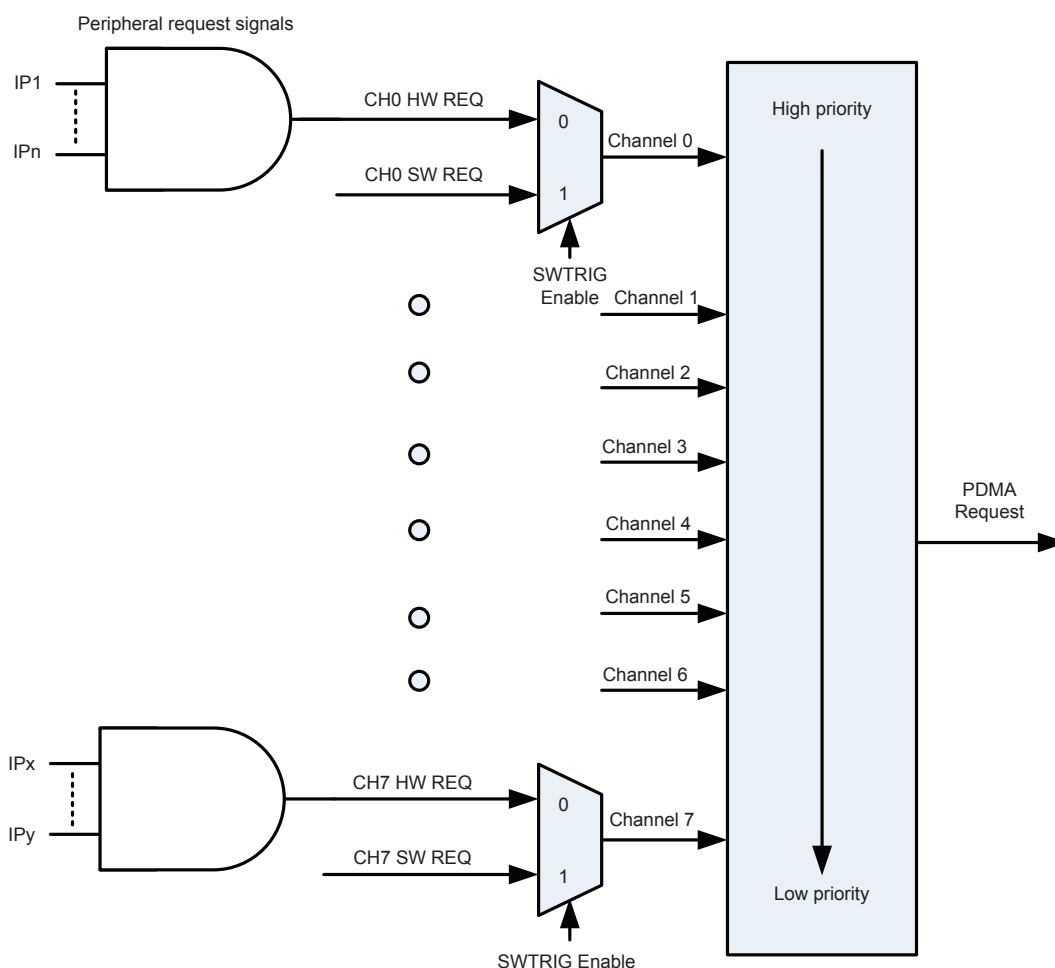 Peripheral request signals
IP1
IPn
CH0 HW REQ
CH0 SW REQ
0
1
SWTRIG
Enable
Channel 0
High priority
Channel 1
Channel 2
Channel 3
Channel 4
Channel 5
Channel 6
PDMA
Request
IPx
IPy
CH7 HW REQ
CH7 SW REQ
0
1
Channel 7
Low priority
SWTRIG Enable